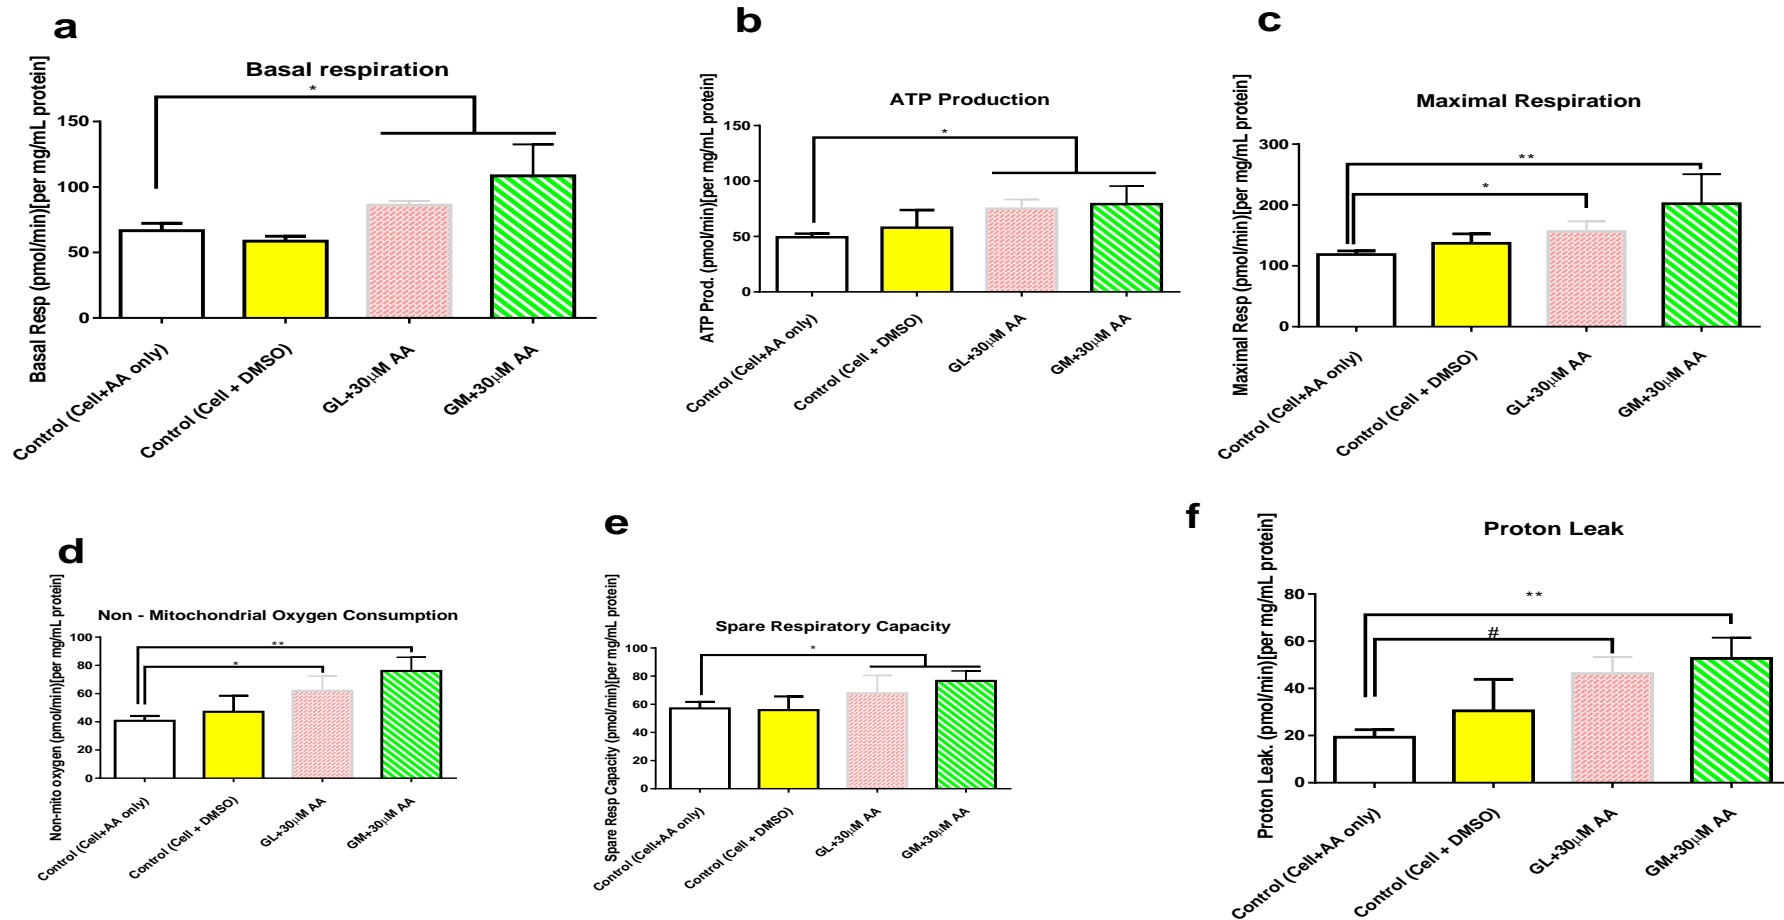 a
Basal respiration
*
Basal Resp (pmol/min)[per mg/mL protein]
150
100
50
0
Control (Cell+AA only)
Control (Cell + DMSO)
GL+30µM AA
GM+30µM AA
b
ATP Production
*
ATP Prod. (pmol/min)[per mg/mL protein]
150
100
50
0
Control (Cell+AA only)
Control (Cell + DMSO)
GL+30µM AA
GM+30µM AA
c
Maximal Respiration
**
*
Maximal Resp (pmol/min)[per mg/mL protein]
300
200
100
0
Control (Cell+AA only)
Control (Cell + DMSO)
GL+30µM AA
GM+30µM AA
d
Non - Mitochondrial Oxygen Consumption
**
*
Non-mito oxygen (pmol/min)[per mg/mL protein]
100
80
60
40
20
0
Control (Cell+AA only)
Control (Cell + DMSO)
GL+30µM AA
GM+30µM AA
e
Spare Respiratory Capacity
*
Spare Resp Capacity (pmol/min)[per mg/mL protein]
100
80
60
40
20
0
Control (Cell+AA only)
Control (Cell + DMSO)
GL+30µM AA
GM+30µM AA
f
Proton Leak
**
#
Proton Leak. (pmol/min)[per mg/mL protein]
80
60
40
20
0
Control (Cell+AA only)
Control (Cell + DMSO)
GL+30µM AA
GM+30µM AA